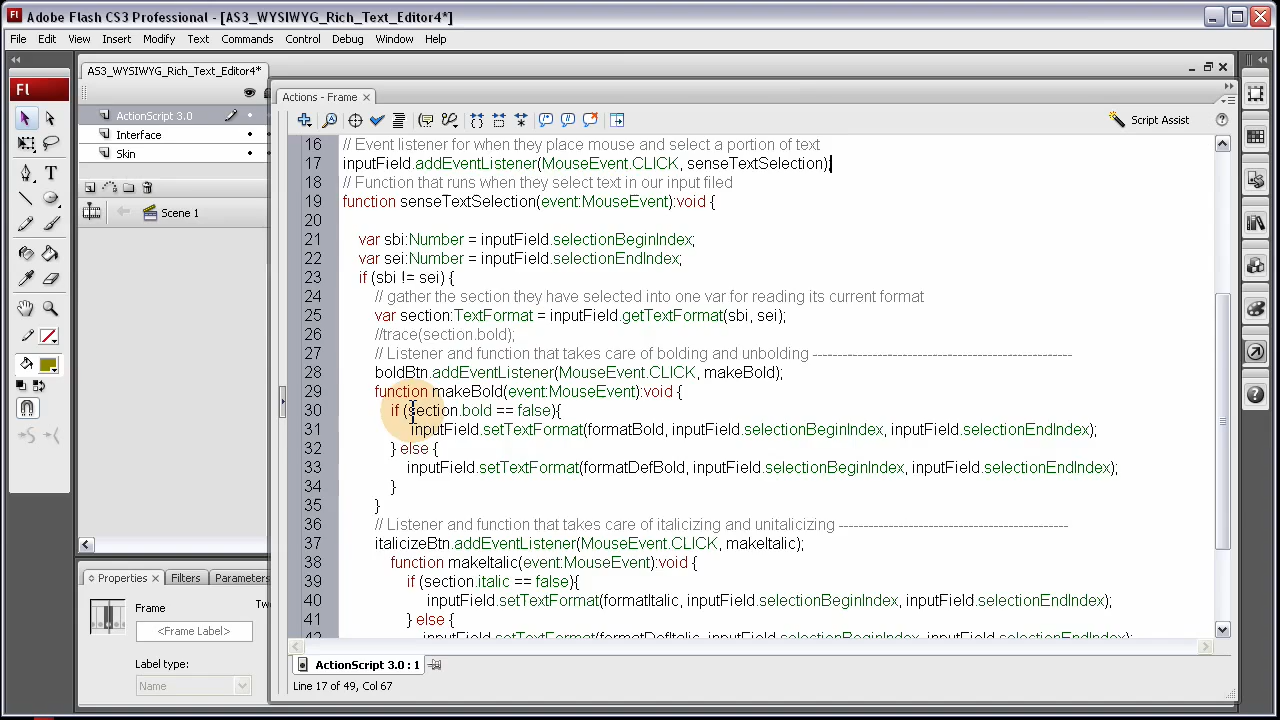 Adobe Flash CS3 Professional - [AS3_WYSIWYG_Rich_Text_Editor4*]
File Edit View Insert Modify Text Commands Control Debug Window Help
Fl
AS3_WYSIWYG_Rich_Text_Editor4*
ActionScript 3.0
Interface
Skin
Scene 1
Actions - Frame
Script Assist
16 // Event listener for when they place mouse and select a portion of text
17 inputField.addEventListener(MouseEvent.CLICK, senseTextSelection);
18 // Function that runs when they select text in our input filed
19 function senseTextSelection(event:MouseEvent):void {
20
21 var sbi:Number = inputField.selectionBeginIndex;
22 var sei:Number = inputField.selectionEndIndex;
23 if (sbi != sei) {
24 // gather the section they have selected into one var for reading its current format
25 var section:TextFormat = inputField.getTextFormat(sbi, sei);
26 //trace(section.bold);
27 // Listener and function that takes care of bolding and unbolding --------------------------------------------------
28 boldBtn.addEventListener(MouseEvent.CLICK, makeBold);
29 function makeBold(event:MouseEvent):void {
30 if (section.bold == false){
31 inputField.setTextFormat(formatBold, inputField.selectionBeginIndex, inputField.selectionEndIndex);
32 } else {
33 inputField.setTextFormat(formatDefBold, inputField.selectionBeginIndex, inputField.selectionEndIndex);
34 }
35 }
36 // Listener and function that takes care of italicizing and unitalicizing --------------------------------------------
37 italicizeBtn.addEventListener(MouseEvent.CLICK, makeItalic);
38 function makeItalic(event:MouseEvent):void {
39 if (section.italic == false){
40 inputField.setTextFormat(formatItalic, inputField.selectionBeginIndex, inputField.selectionEndIndex);
41 } else {
42 inputField.setTextFormat(formatDefItalic, inputField.selectionBeginIndex, inputField.selectionEndIndex);
ActionScript 3.0 : 1
Line 17 of 49, Col 67
Properties Filters Parameters
Frame
<Frame Label>
Label type:
Name